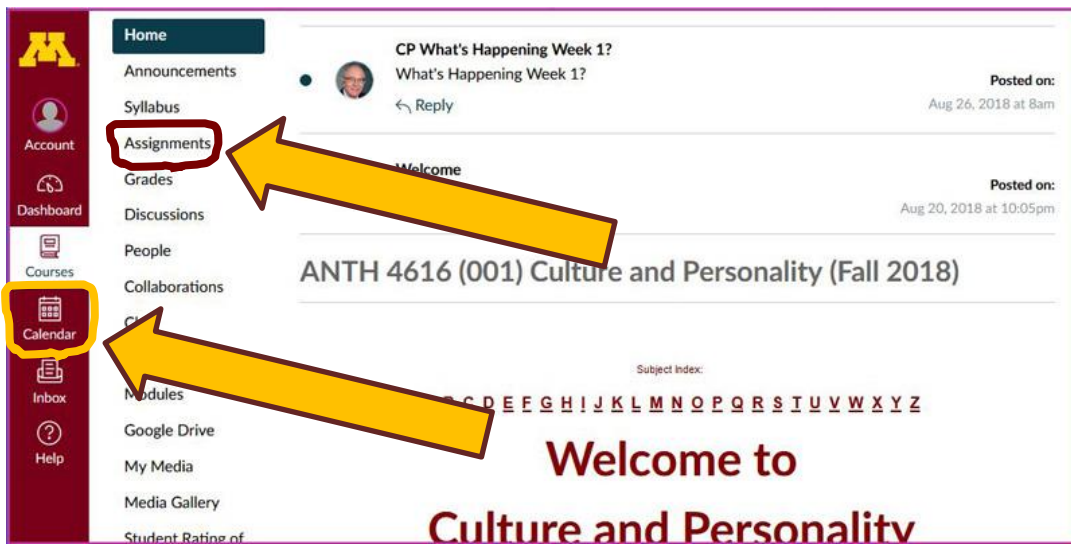 M
Account
Dashboard
Courses
Calendar
Inbox
Help
Home
Announcements
Syllabus
Assignments
Grades
Discussions
People
Collaborations
Modules
Google Drive
My Media
Media Gallery
Student Rating of
CP What's Happening Week 1?
What's Happening Week 1?
Reply
Posted on:
Aug 26, 2018 at 8am
Welcome
Posted on:
Aug 20, 2018 at 10:05pm
ANTH 4616 (001) Culture and Personality (Fall 2018)
Subject Index:
C D E F G H I J K L M N O P Q R S T U V W X Y Z
Welcome to
Culture and Personality